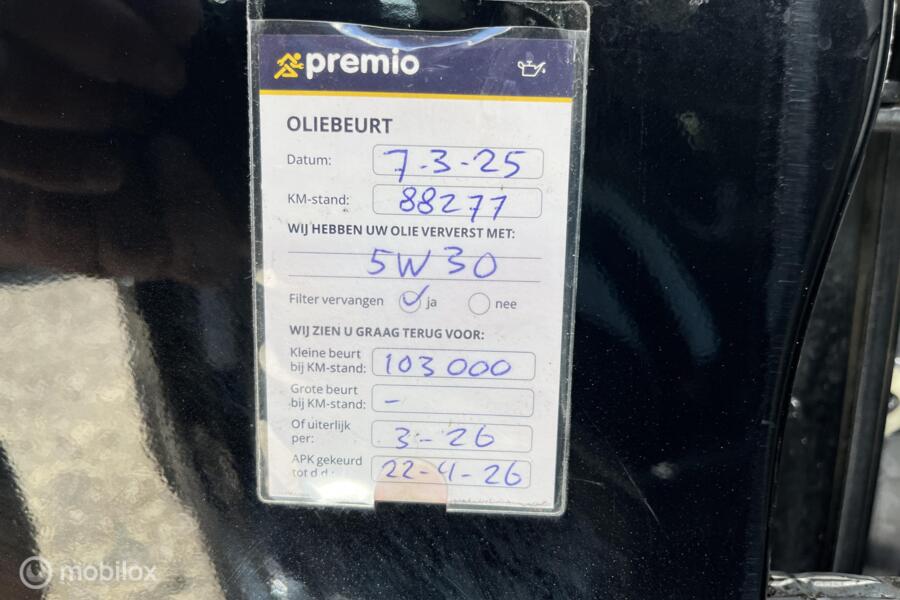 premio
OLIEBEURT
Datum: 7-3-25
KM-stand: 88277
WIJ HEBBEN UW OLIE VERVERST MET:
5W30
Filter vervangen ja nee
WIJ ZIEN U GRAAG TERUG VOOR:
Kleine beurt
bij KM-stand: 103 000
Grote beurt
bij KM-stand: -
Of uiterlijk
per: 3-26
APK gekeurd
tot d.d.: 22-4-26
mobilox